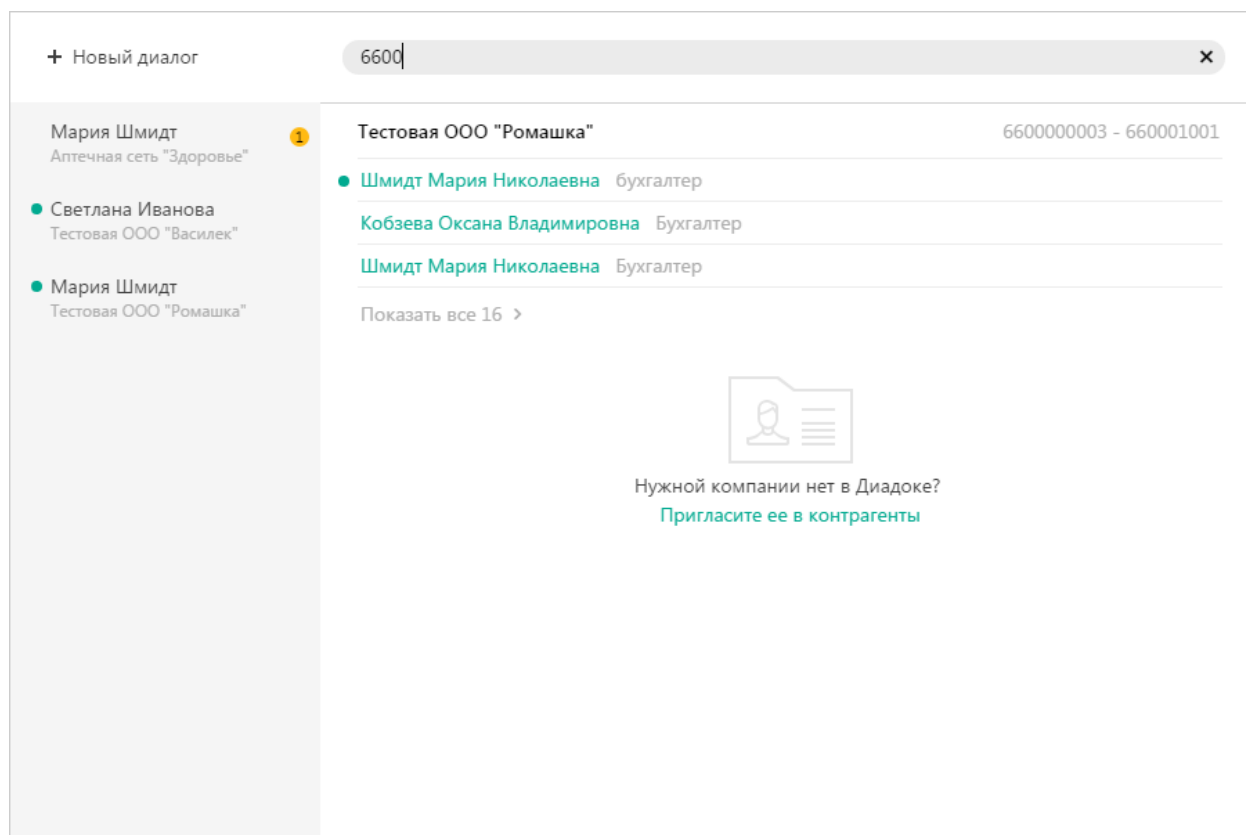 + Новый диалог
6600
Мария Шмидт 1
Аптечная сеть "Здоровье"
Светлана Иванова
Тестовая ООО "Василек"
Мария Шмидт
Тестовая ООО "Ромашка"
Тестовая ООО "Ромашка" 6600000003 - 660001001
Шмидт Мария Николаевна бухгалтер
Кобзева Оксана Владимировна Бухгалтер
Шмидт Мария Николаевна Бухгалтер
Показать все 16 >
Нужной компании нет в Диадоке?
Пригласите ее в контрагенты